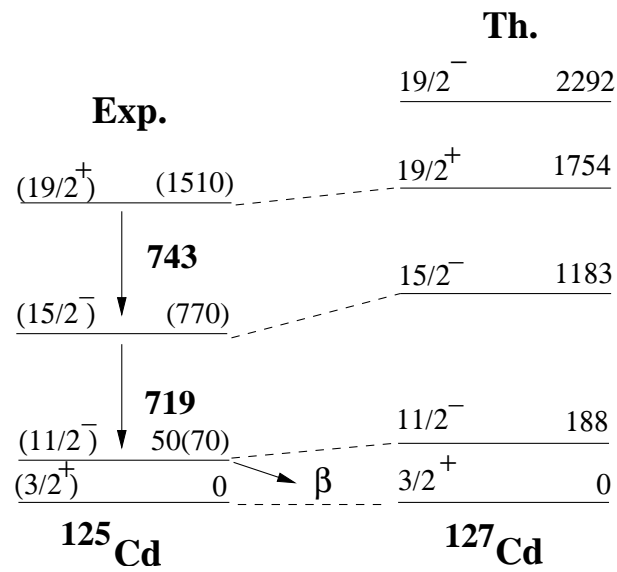 Th.
19/2⁻ 2292
Exp.
(19/2⁺) (1510)
19/2⁺ 1754
743
(15/2⁻) (770)
15/2⁻ 1183
719
(11/2⁻) 50(70)
11/2⁻ 188
β
(3/2⁺) 0
3/2⁺ 0
¹²⁵Cd
¹²⁷Cd